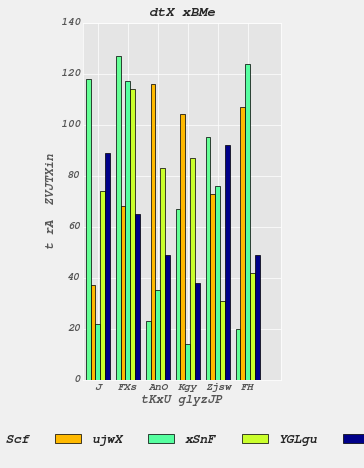 dtX xBMe
140
120
100
80
60
40
20
0
t rA  ZVJTXin
J FXs AnO Kgy Zjsw FH
tKxU glyzJP
Scf ujwX xSnF YGLgu